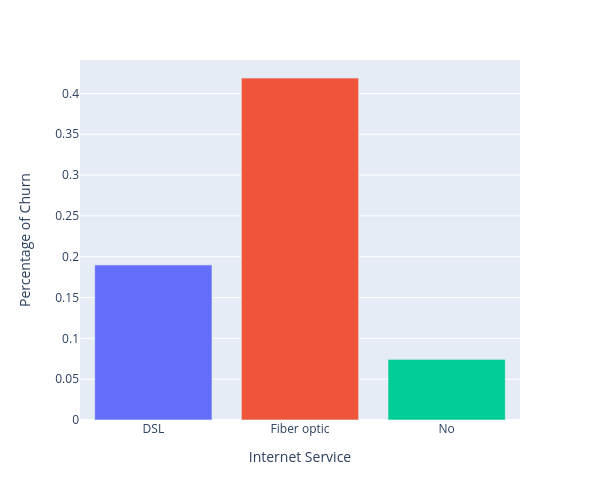 Percentage of Churn
0.4
0.35
0.3
0.25
0.2
0.15
0.1
0.05
0
DSL
Fiber optic
No
Internet Service